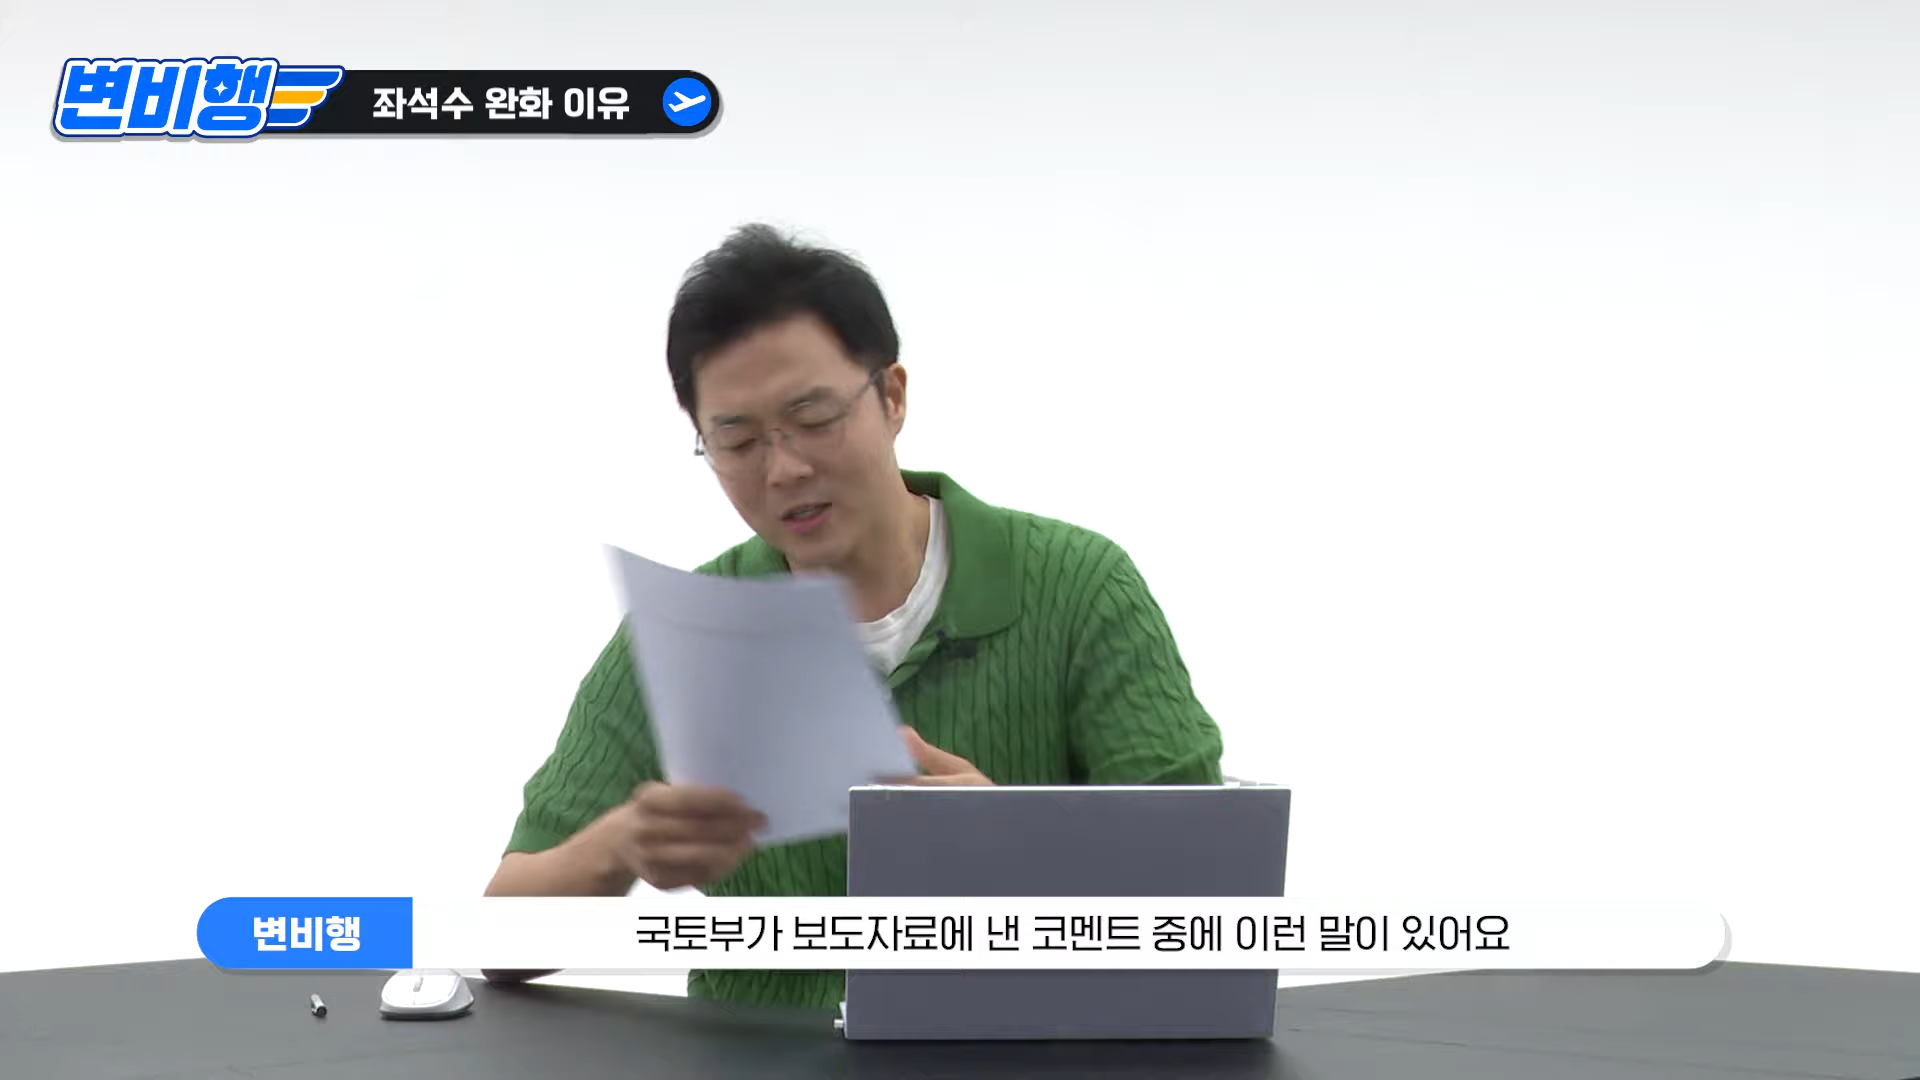 변비행
좌석수 완화 이유
변비행
국토부가 보도자료에 낸 코멘트 중에 이런 말이 있어요